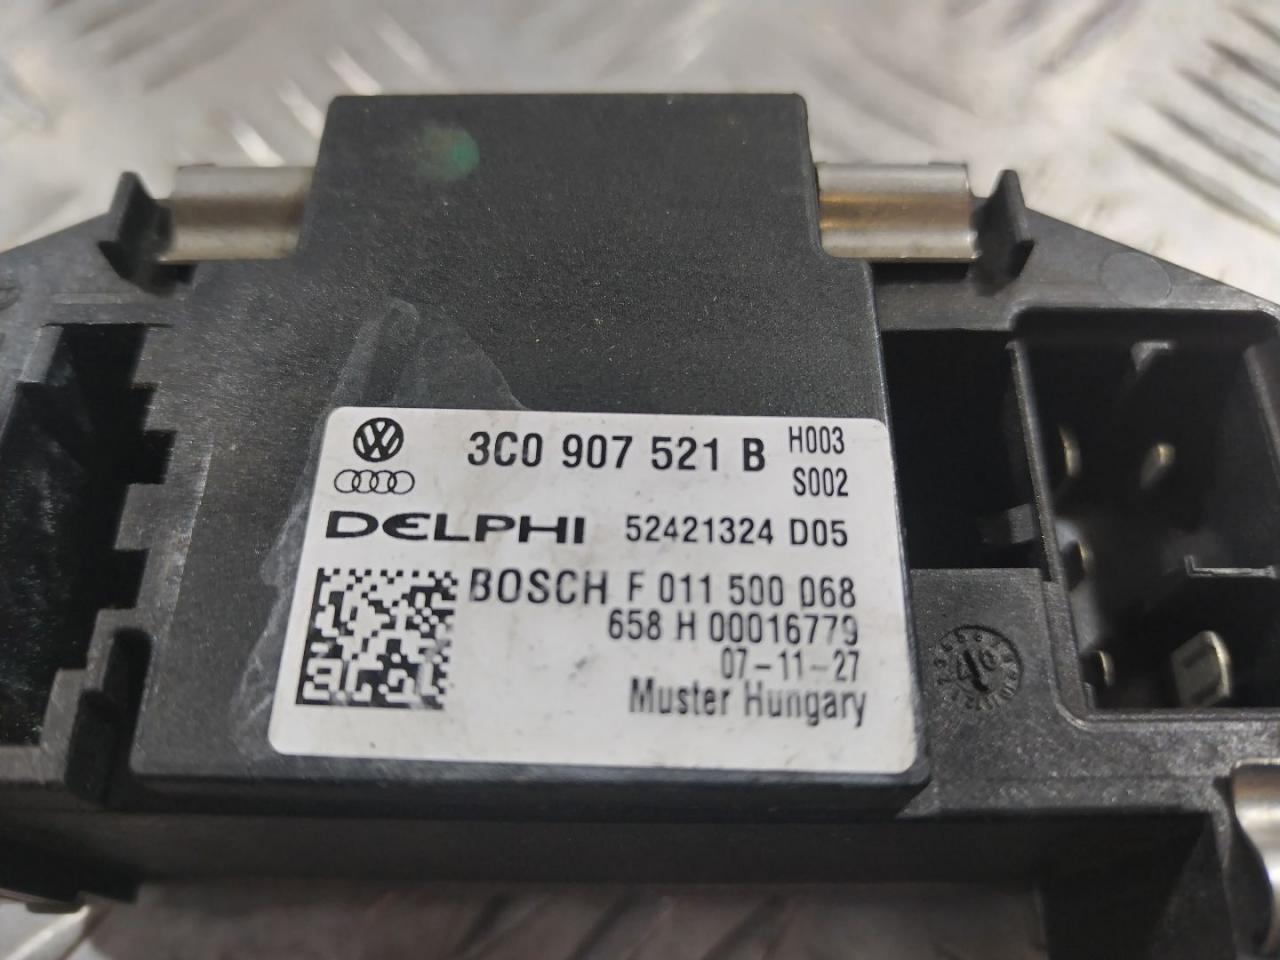 3C0 907 521 B H003
S002
DELPHI 52421324 D05
BOSCH F 011 500 068
658 H 00016779
07-11-27
Muster Hungary